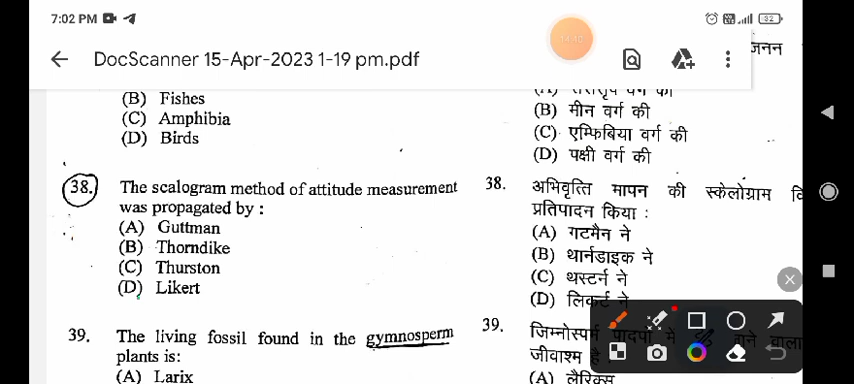 7:02 PM
32
DocScanner 15-Apr-2023 1-19 pm.pdf
(B) Fishes
(C) Amphibia
(D) Birds
38. The scalogram method of attitude measurement
was propagated by :
(A) Guttman
(B) Thorndike
(C) Thurston
(D) Likert
39. The living fossil found in the gymnosperm
plants is:
(A) Larix
जनन
(B) मीन वर्ग की
(C) एम्फिबिया वर्ग की
(D) पक्षी वर्ग की
38. अभिवृत्ति मापन की स्केलोग्राम वि
प्रतिपादन किया :
(A) गटमैन ने
(B) थार्नडाइक ने
(C) थर्स्टन ने
(D) लिकर्ट ने
39. जिम्नोस्पर्म पादपों में वाला
जीवाश्म है
(A) लैरिक्स